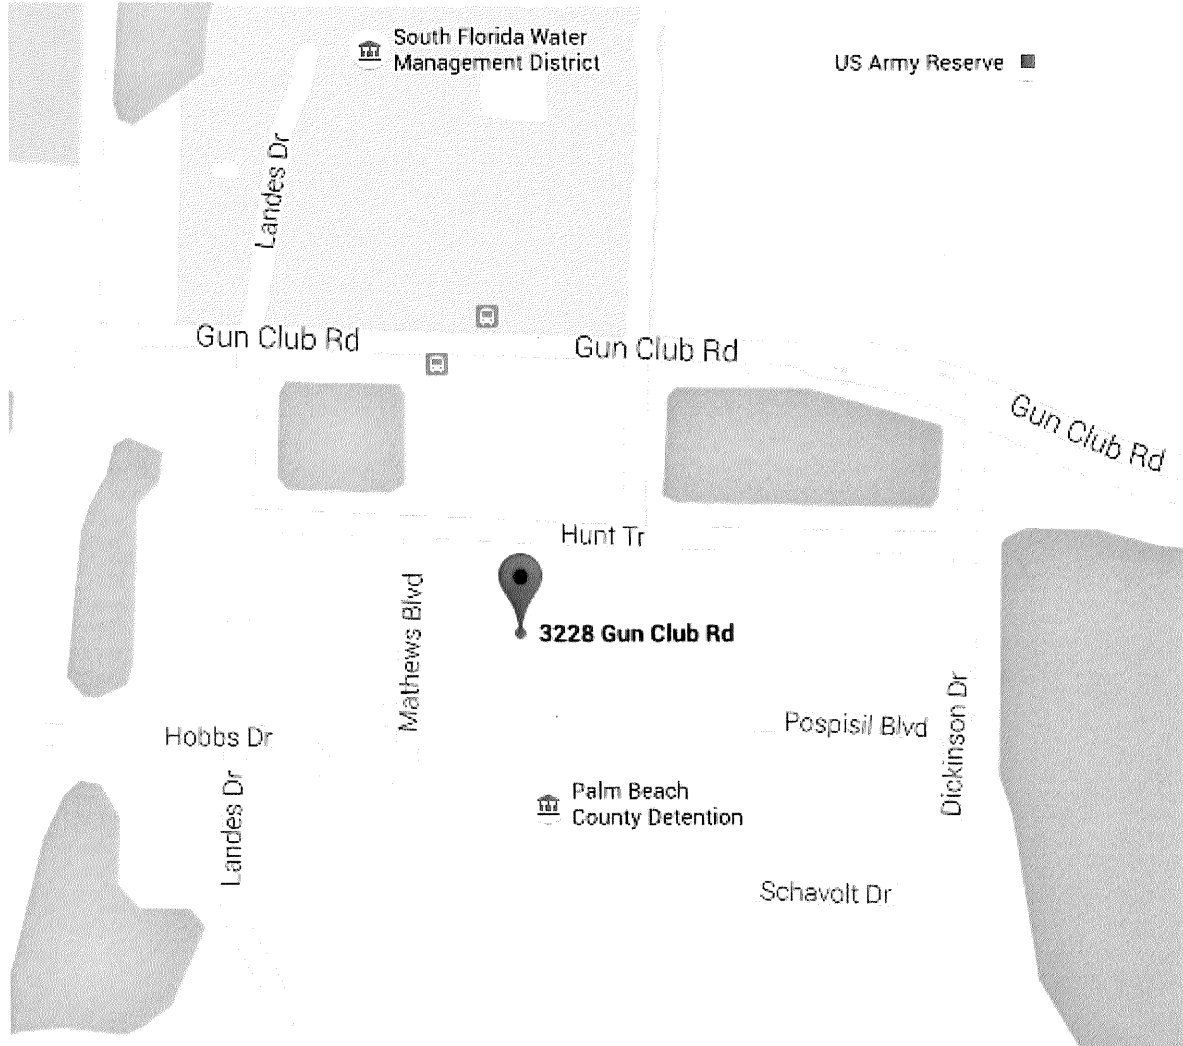 South Florida Water
Management District
US Army Reserve
Landes Dr
Gun Club Rd
Gun Club Rd
Gun Club Rd
Hunt Tr
Mathews Blvd
3228 Gun Club Rd
Dickinson Dr
Pospisil Blvd
Hobbs Dr
Landes Dr
Palm Beach
County Detention
Schavolt Dr